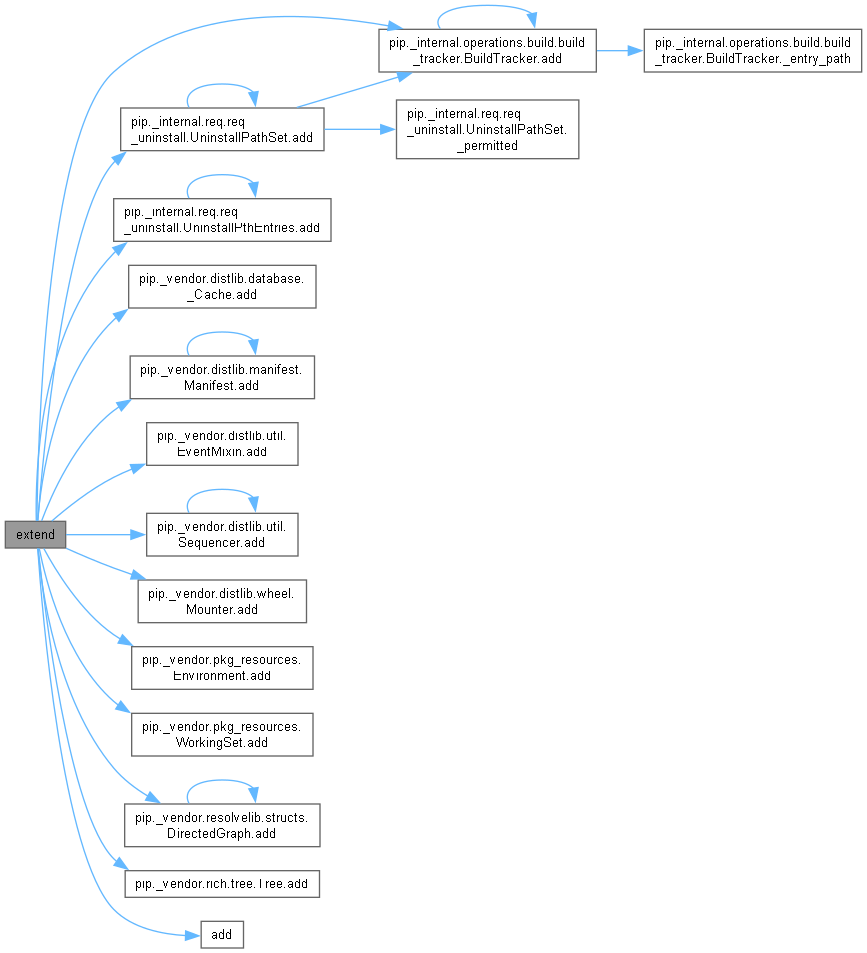 pip._internal.operations.build.build
_tracker.BuildTracker.add
pip._internal.operations.build.build
_tracker.BuildTracker._entry_path
pip._internal.req.req
_uninstall.UninstallPathSet.add
pip._internal.req.req
_uninstall.UninstallPathSet.
_permitted
pip._internal.req.req
_uninstall.UninstallPthEntries.add
pip._vendor.distlib.database.
_Cache.add
pip._vendor.distlib.manifest.
Manifest.add
pip._vendor.distlib.util.
EventMixin.add
extend
pip._vendor.distlib.util.
Sequencer.add
pip._vendor.distlib.wheel.
Mounter.add
pip._vendor.pkg_resources.
Environment.add
pip._vendor.pkg_resources.
WorkingSet.add
pip._vendor.resolvelib.structs.
DirectedGraph.add
pip._vendor.rich.tree.Tree.add
add